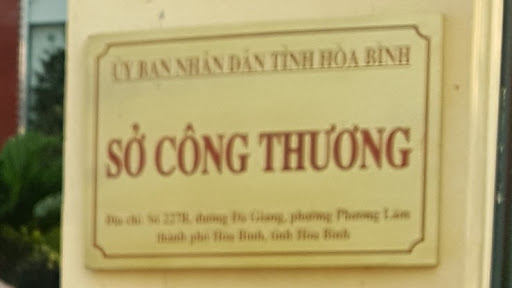 ỦY BAN NHÂN DÂN TỈNH HÒA BÌNH
SỞ CÔNG THƯƠNG
Địa chỉ: Số 227B, đường Đà Giang, phường Phương Lâm
thành phố Hòa Bình, tỉnh Hòa Bình